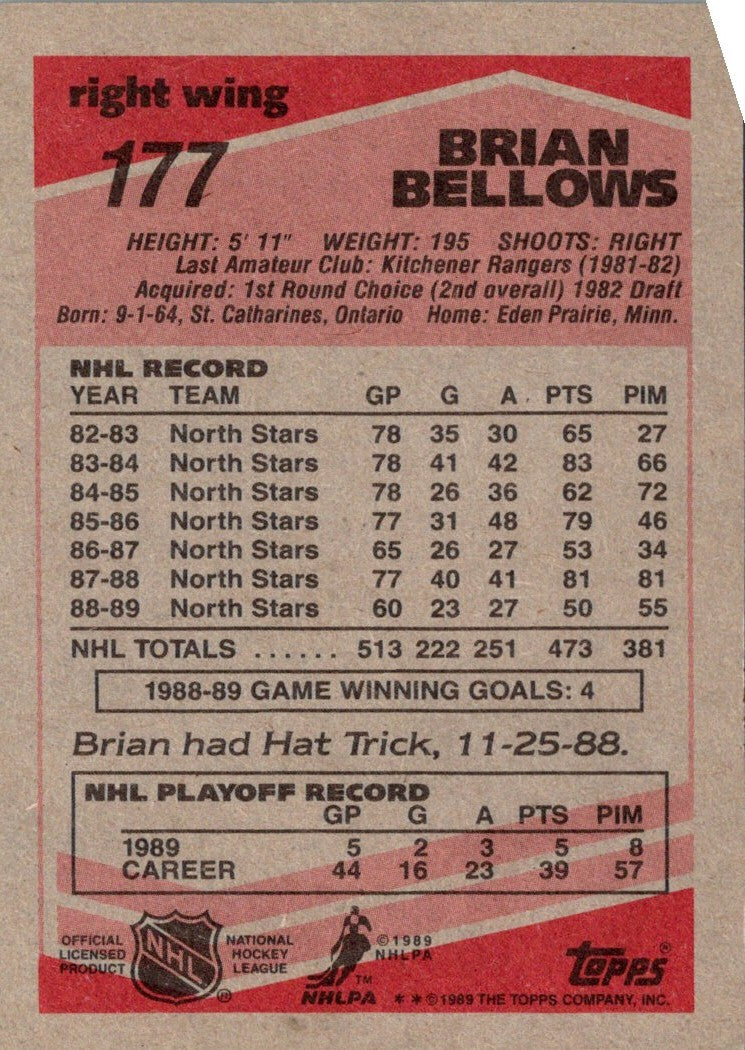 right wing
177
BRIAN
BELLOWS
HEIGHT: 5' 11" WEIGHT: 195 SHOOTS: RIGHT
Last Amateur Club: Kitchener Rangers (1981-82)
Acquired: 1st Round Choice (2nd overall) 1982 Draft
Born: 9-1-64, St. Catharines, Ontario Home: Eden Prairie, Minn.
NHL RECORD
YEAR TEAM GP G A PTS PIM
82-83 North Stars 78 35 30 65 27
83-84 North Stars 78 41 42 83 66
84-85 North Stars 78 26 36 62 72
85-86 North Stars 77 31 48 79 46
86-87 North Stars 65 26 27 53 34
87-88 North Stars 77 40 41 81 81
88-89 North Stars 60 23 27 50 55
NHL TOTALS ...... 513 222 251 473 381
1988-89 GAME WINNING GOALS: 4
Brian had Hat Trick, 11-25-88.
NHL PLAYOFF RECORD
GP G A PTS PIM
1989 5 2 3 5 8
CAREER 44 16 23 39 57
OFFICIAL
LICENSED
PRODUCT
NHL
®
NATIONAL
HOCKEY
LEAGUE
©1989
NHLPA
TM
NHLPA
Topps®
* * © 1989 THE TOPPS COMPANY, INC.